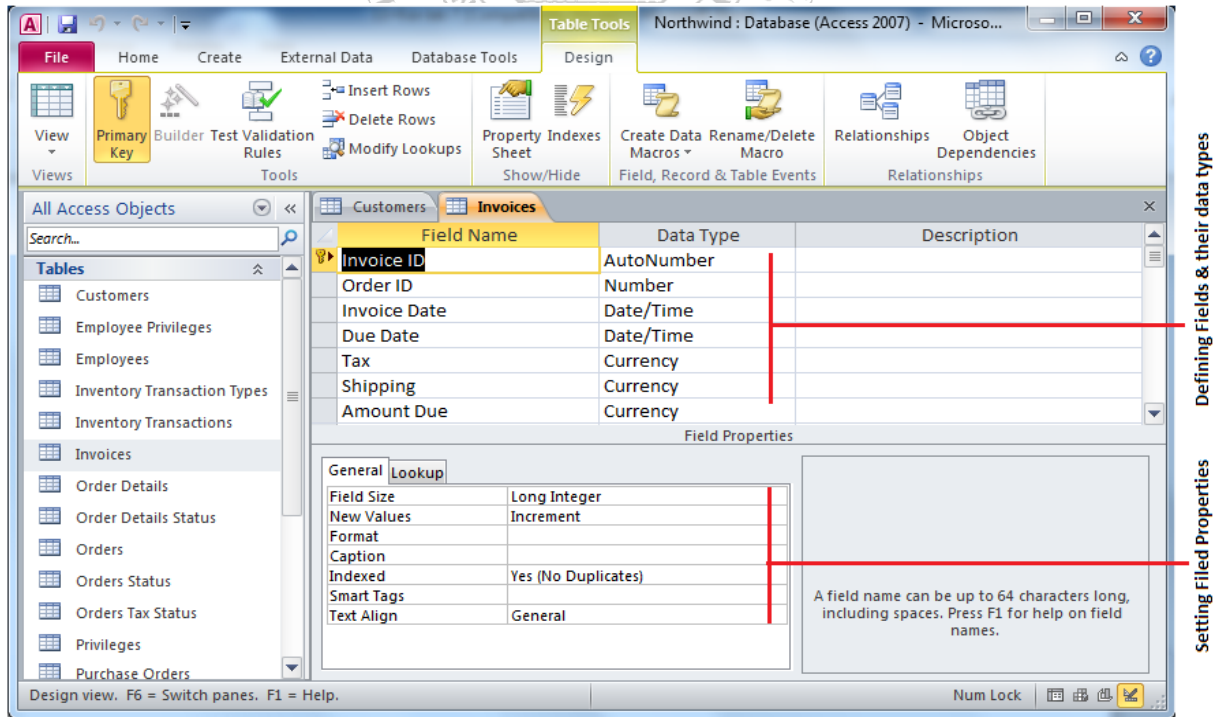 Table Tools
Northwind : Database (Access 2007) - Microso...
File Home Create External Data Database Tools Design
View
Primary Key
Builder
Test Validation Rules
Insert Rows
Delete Rows
Modify Lookups
Property Sheet
Indexes
Create Data Macros
Rename/Delete Macro
Relationships
Object Dependencies
Views Tools Show/Hide Field, Record & Table Events Relationships
All Access Objects
Search...
Tables
Customers
Employee Privileges
Employees
Inventory Transaction Types
Inventory Transactions
Invoices
Order Details
Order Details Status
Orders
Orders Status
Orders Tax Status
Privileges
Purchase Orders
Customers Invoices
Field Name Data Type Description
Invoice ID AutoNumber
Order ID Number
Invoice Date Date/Time
Due Date Date/Time
Tax Currency
Shipping Currency
Amount Due Currency
Field Properties
General Lookup
Field Size Long Integer
New Values Increment
Format
Caption
Indexed Yes (No Duplicates)
Smart Tags
Text Align General
A field name can be up to 64 characters long,
including spaces. Press F1 for help on field
names.
Design view. F6 = Switch panes. F1 = Help.
Num Lock
Defining Fields & their data types
Setting Filed Properties